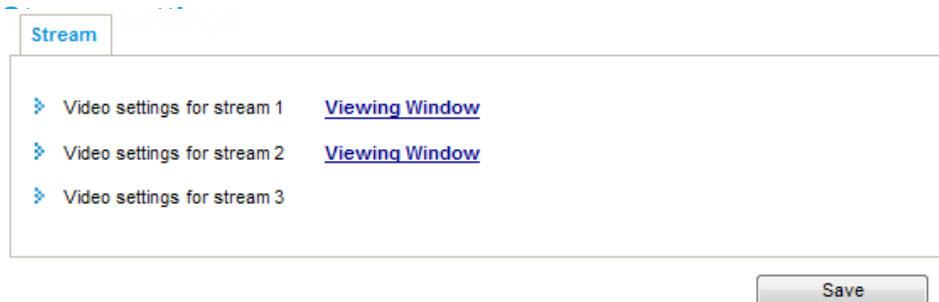 Stream
Video settings for stream 1 Viewing Window
Video settings for stream 2 Viewing Window
Video settings for stream 3
Save